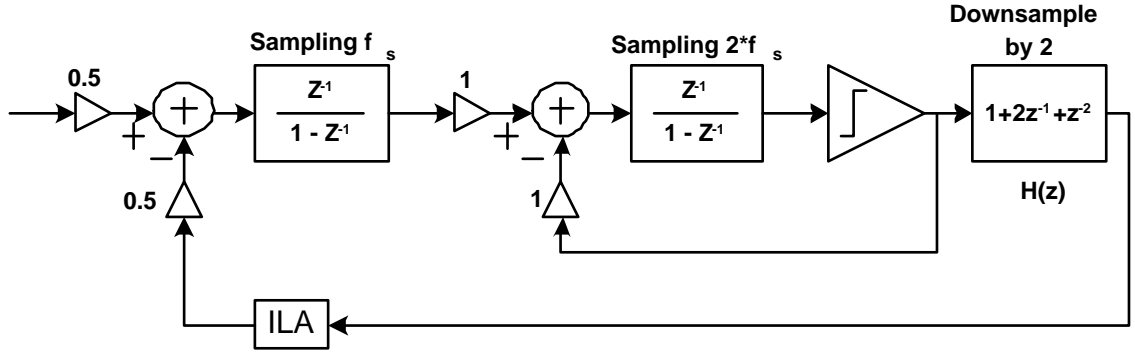 Downsample
by 2
Sampling f s
Sampling 2*f s
0.5
+
Z-1
1 - Z-1
1
+
Z-1
1 - Z-1
1+2z-1+z-2
+
−
+
−
0.5
1
H(z)
ILA